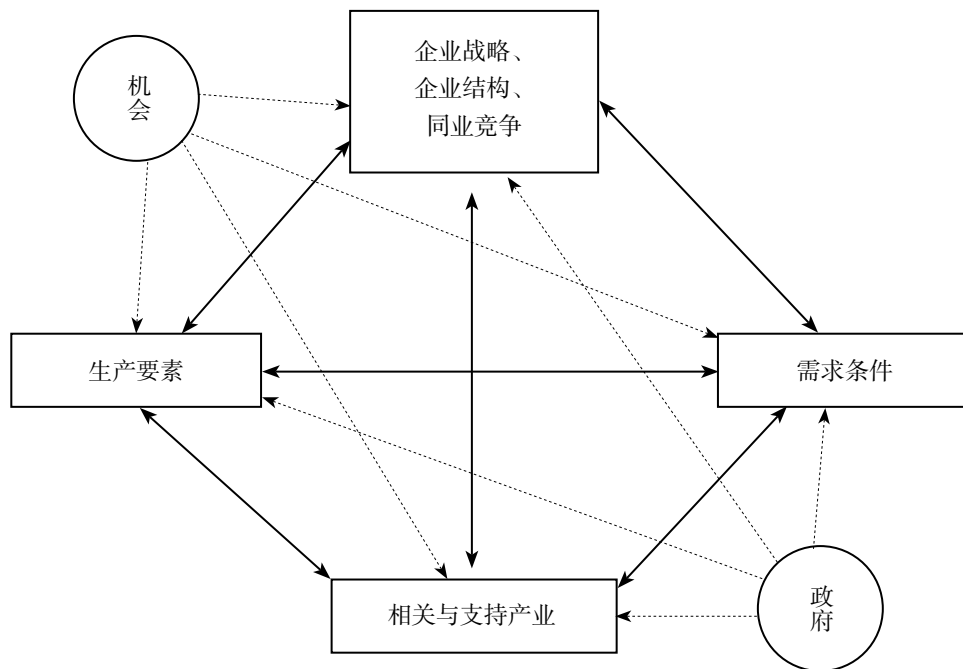 机
会
企业战略、
企业结构、
同业竞争
生产要素
需求条件
相关与支持产业
政
府